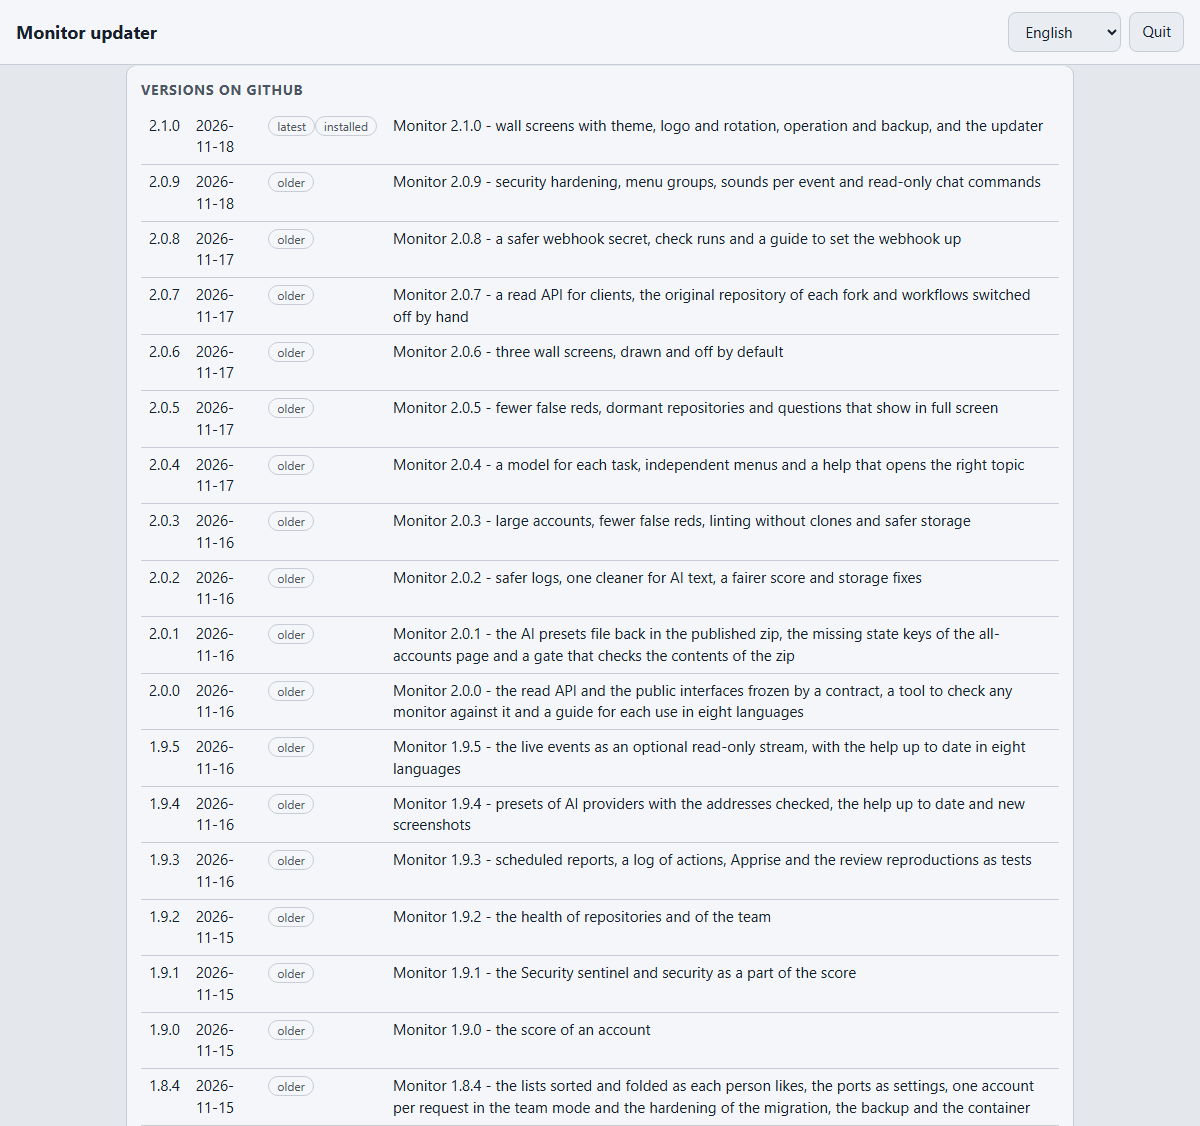 Monitor updater
English
Quit
VERSIONS ON GITHUB
2.1.0 2026-11-18 latest installed Monitor 2.1.0 - wall screens with theme, logo and rotation, operation and backup, and the updater
2.0.9 2026-11-18 older Monitor 2.0.9 - security hardening, menu groups, sounds per event and read-only chat commands
2.0.8 2026-11-17 older Monitor 2.0.8 - a safer webhook secret, check runs and a guide to set the webhook up
2.0.7 2026-11-17 older Monitor 2.0.7 - a read API for clients, the original repository of each fork and workflows switched
off by hand
2.0.6 2026-11-17 older Monitor 2.0.6 - three wall screens, drawn and off by default
2.0.5 2026-11-17 older Monitor 2.0.5 - fewer false reds, dormant repositories and questions that show in full screen
2.0.4 2026-11-17 older Monitor 2.0.4 - a model for each task, independent menus and a help that opens the right topic
2.0.3 2026-11-16 older Monitor 2.0.3 - large accounts, fewer false reds, linting without clones and safer storage
2.0.2 2026-11-16 older Monitor 2.0.2 - safer logs, one cleaner for AI text, a fairer score and storage fixes
2.0.1 2026-11-16 older Monitor 2.0.1 - the AI presets file back in the published zip, the missing state keys of the all-
accounts page and a gate that checks the contents of the zip
2.0.0 2026-11-16 older Monitor 2.0.0 - the read API and the public interfaces frozen by a contract, a tool to check any
monitor against it and a guide for each use in eight languages
1.9.5 2026-11-16 older Monitor 1.9.5 - the live events as an optional read-only stream, with the help up to date in eight
languages
1.9.4 2026-11-16 older Monitor 1.9.4 - presets of AI providers with the addresses checked, the help up to date and new
screenshots
1.9.3 2026-11-16 older Monitor 1.9.3 - scheduled reports, a log of actions, Apprise and the review reproductions as tests
1.9.2 2026-11-15 older Monitor 1.9.2 - the health of repositories and of the team
1.9.1 2026-11-15 older Monitor 1.9.1 - the Security sentinel and security as a part of the score
1.9.0 2026-11-15 older Monitor 1.9.0 - the score of an account
1.8.4 2026-11-15 older Monitor 1.8.4 - the lists sorted and folded as each person likes, the ports as settings, one account
per request in the team mode and the hardening of the migration, the backup and the container